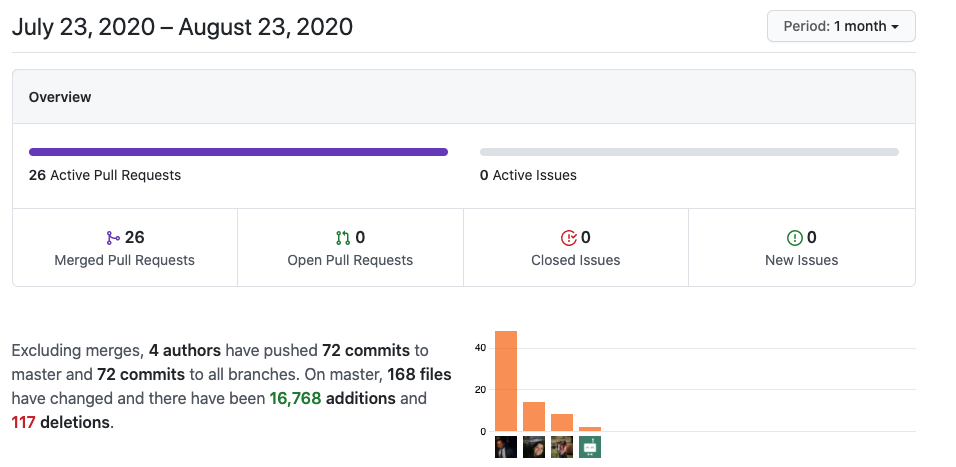 July 23, 2020 – August 23, 2020
Period: 1 month
Overview
26 Active Pull Requests
0 Active Issues
26
Merged Pull Requests
0
Open Pull Requests
0
Closed Issues
0
New Issues
Excluding merges, 4 authors have pushed 72 commits to
master and 72 commits to all branches. On master, 168 files
have changed and there have been 16,768 additions and
117 deletions.
40
20
0